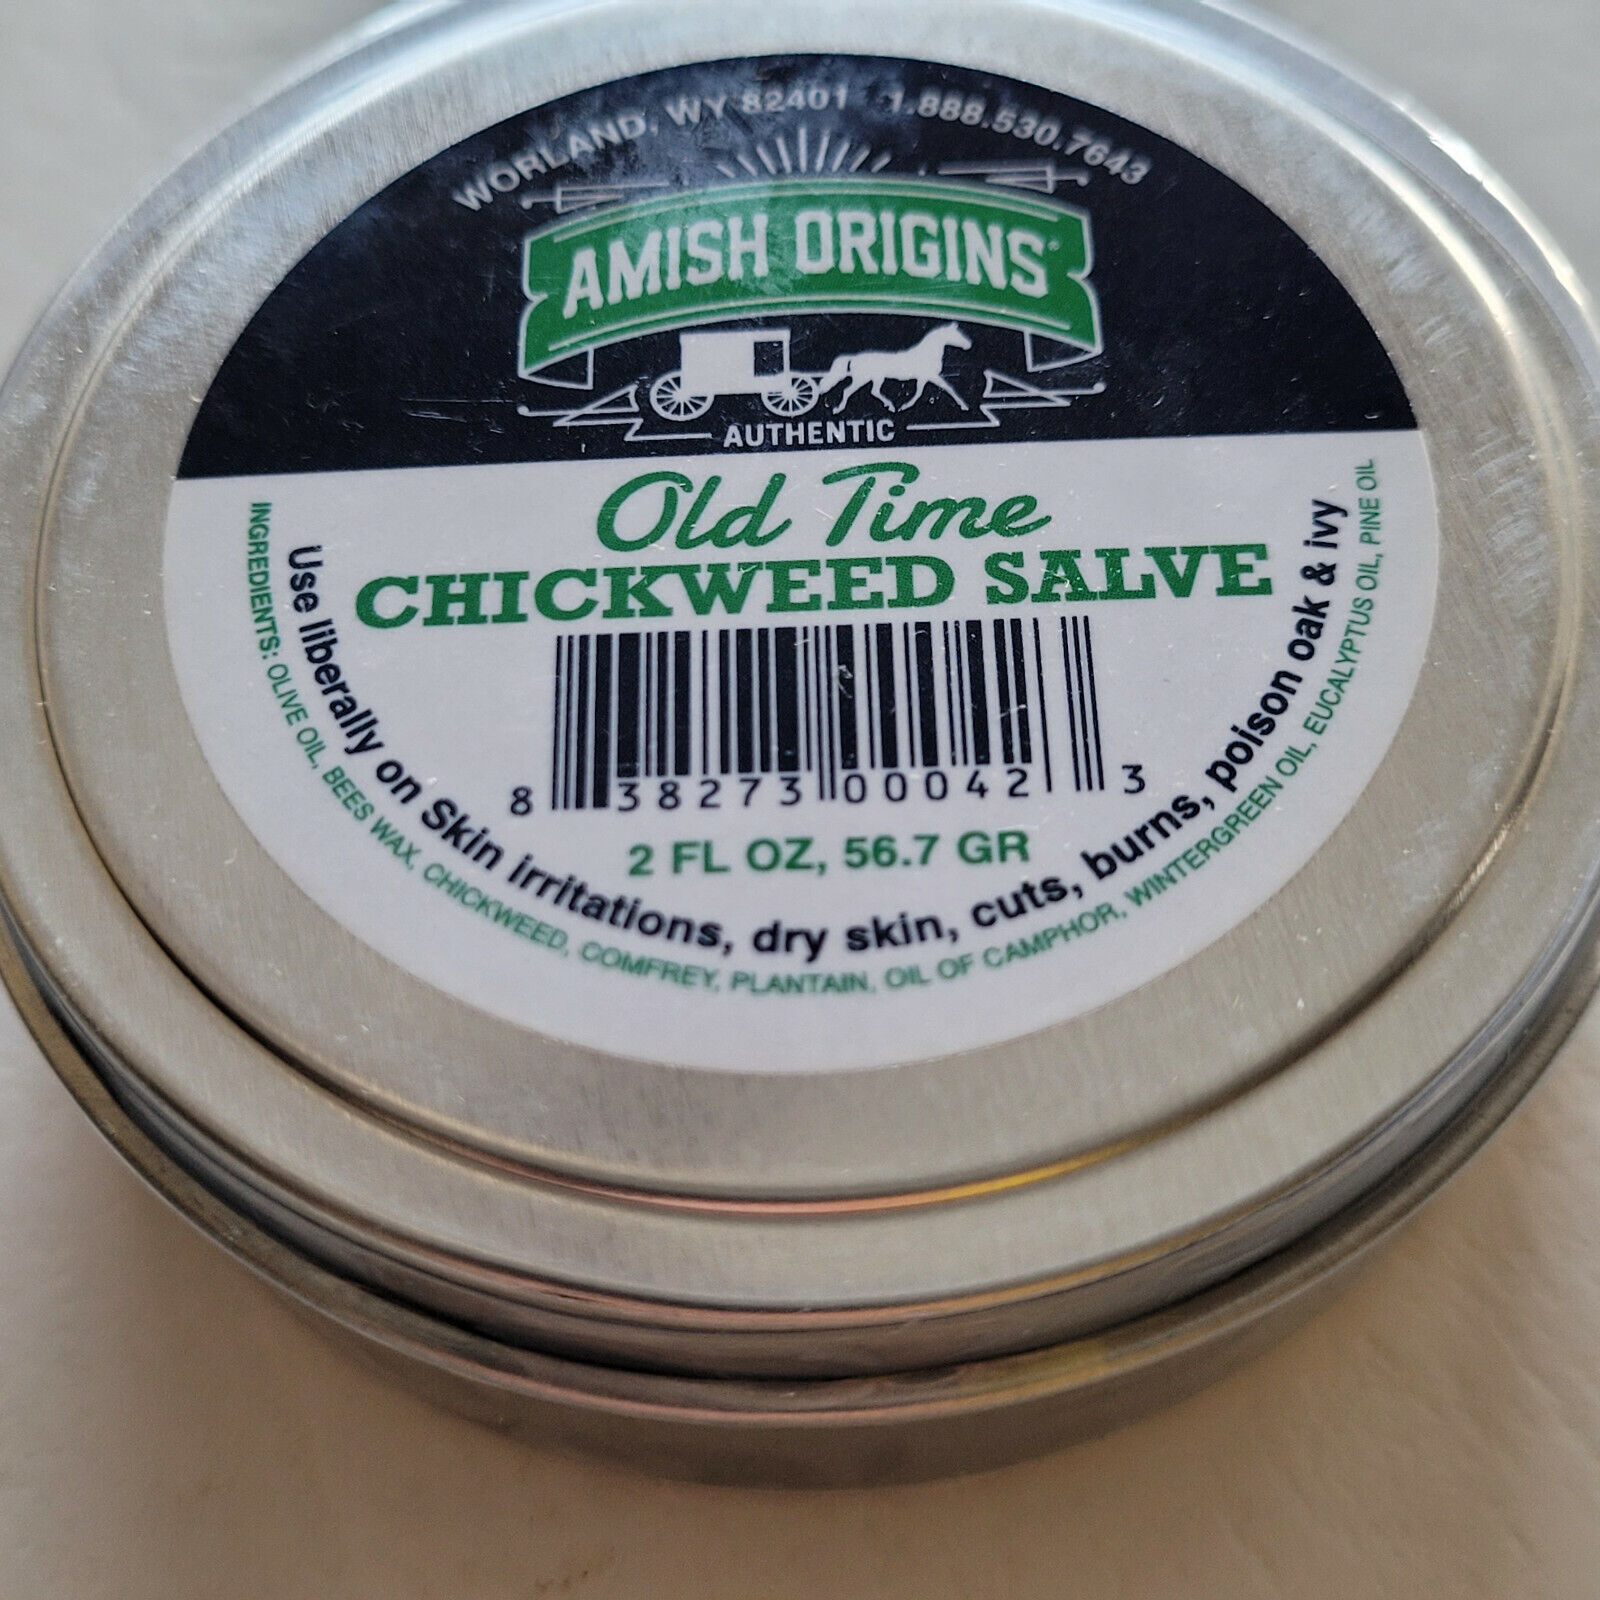 WORLAND, WY 82401 1.888.530.7643
AMISH ORIGINS®
AUTHENTIC
Old Time
CHICKWEED SALVE
8 38273 00042 3
2 FL OZ, 56.7 GR
Use liberally on Skin irritations, dry skin, cuts, burns, poison oak & ivy
INGREDIENTS: OLIVE OIL, BEES WAX, CHICKWEED, COMFREY, PLANTAIN, OIL OF CAMPHOR, WINTERGREEN OIL, EUCALYPTUS OIL, PINE OIL